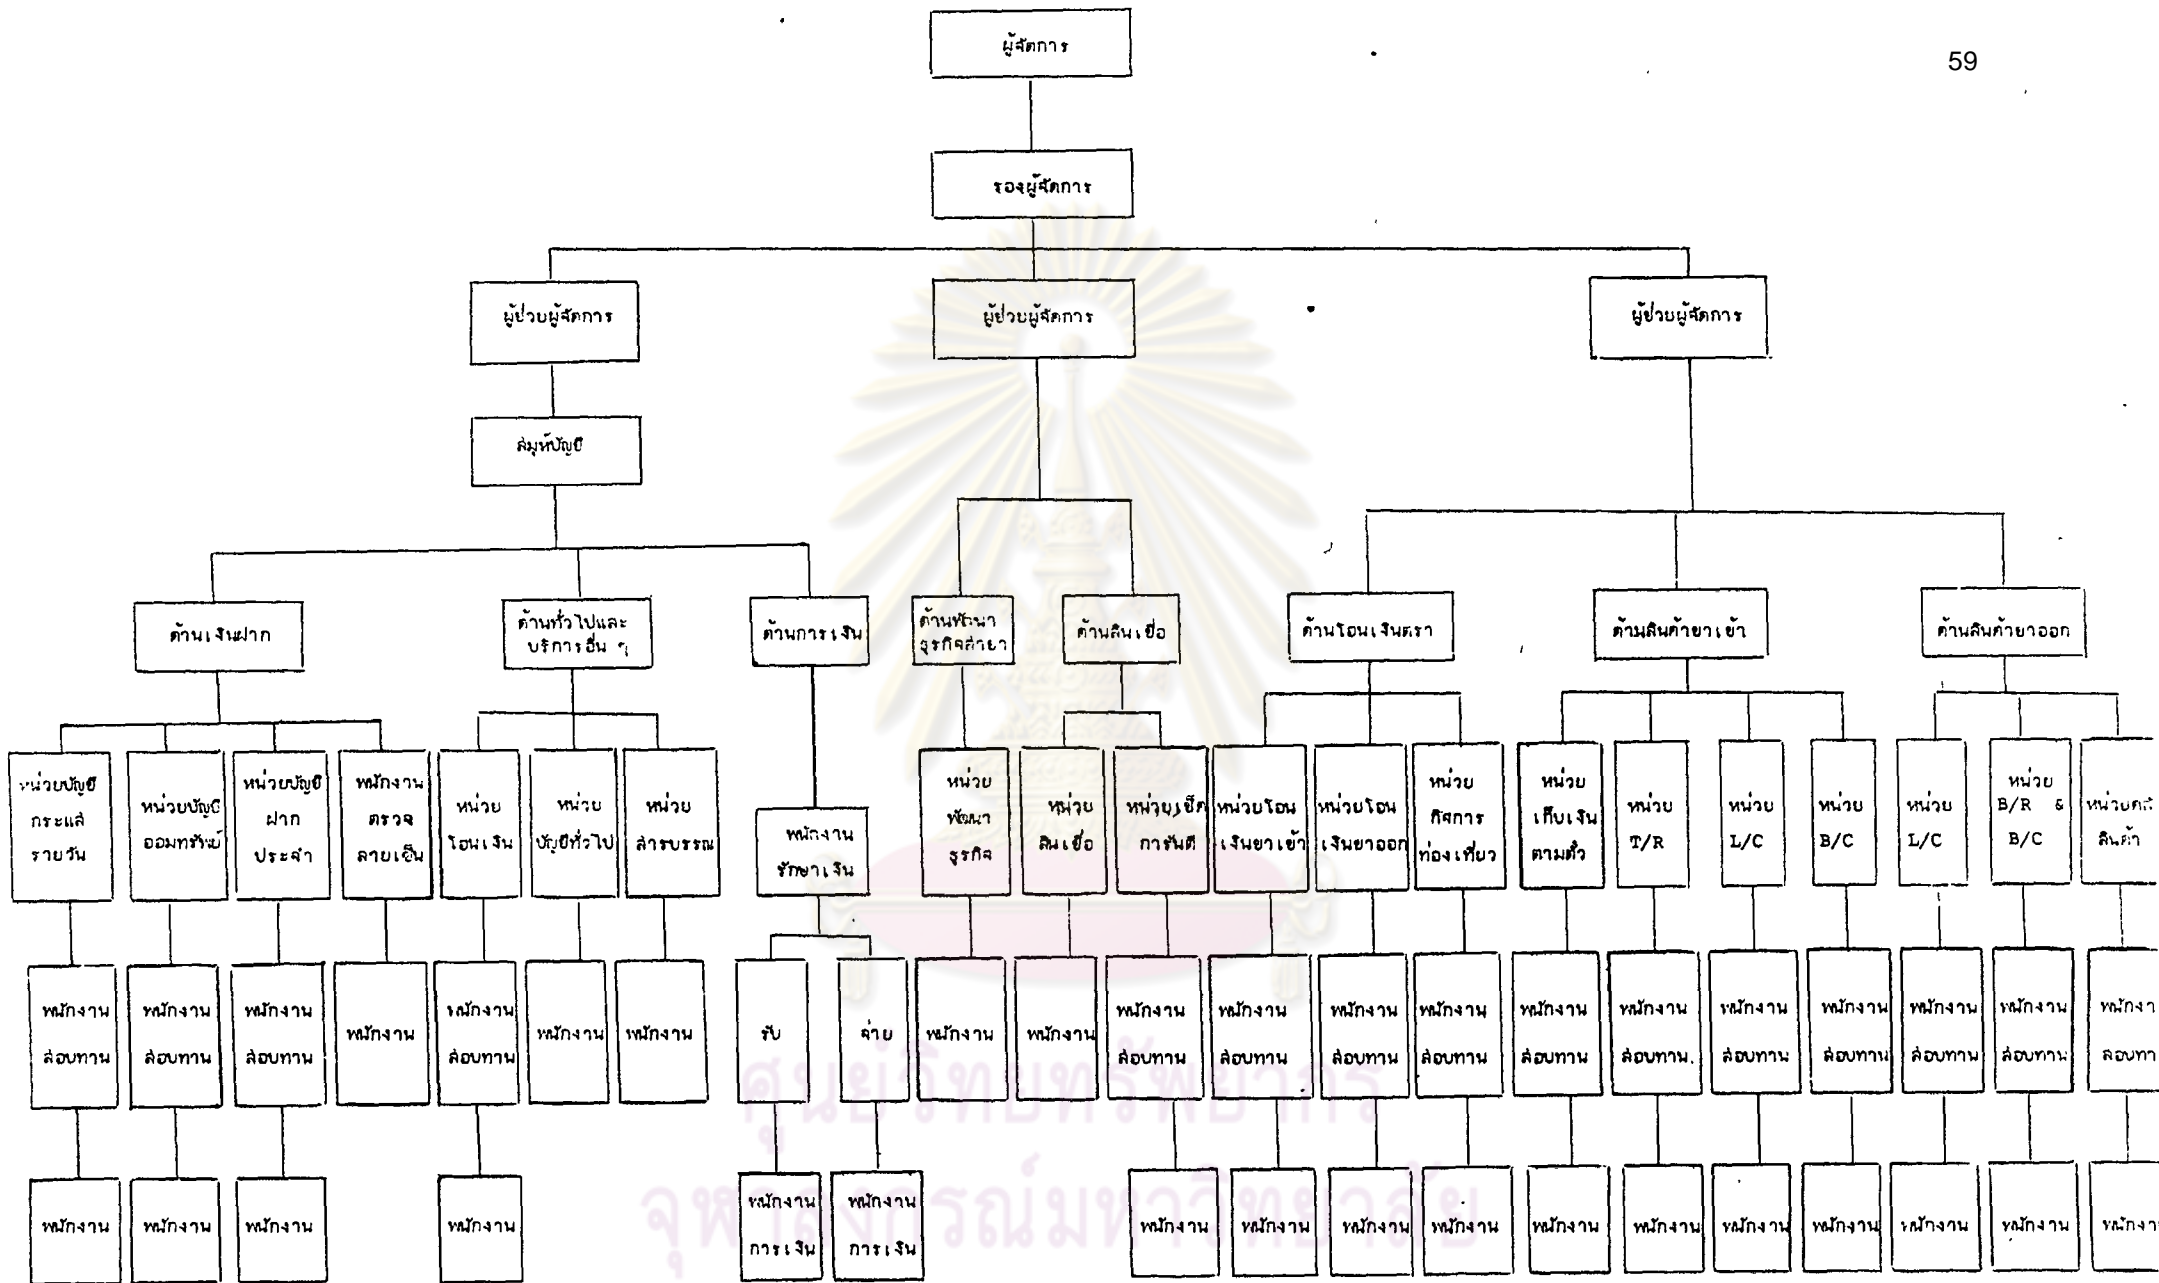 59
ผู้จัดการ
รองผู้จัดการ
ผู้ช่วยผู้จัดการ
ผู้ช่วยผู้จัดการ
ผู้ช่วยผู้จัดการ
สมุห์บัญชี
ด้านเงินฝาก
ด้านทั่วไปและ
บริการอื่น ๆ
ด้านการเงิน
ด้านพัฒนา
ธุรกิจสาขา
ด้านสินเชื่อ
ด้านโอนเงินตรา
ด้านสินค้าขาเข้า
ด้านสินค้าขาออก
หน่วยบัญชี
กระแส
รายวัน
หน่วยบัญชี
ออมทรัพย์
หน่วยบัญชี
ฝาก
ประจำ
พนักงาน
ตรวจ
ลายเซ็น
หน่วย
โอนเงิน
หน่วย
บัญชีทั่วไป
หน่วย
สารบรรณ
พนักงาน
รักษาเงิน
หน่วย
พัฒนา
ธุรกิจ
หน่วย
สินเชื่อ
หน่วยเช็ค
การันตี
หน่วยโอน
เงินขาเข้า
หน่วยโอน
เงินขาออก
หน่วย
กิจการ
ท่องเที่ยว
หน่วย
เก็บเงิน
ตามตั๋ว
หน่วย
T/R
หน่วย
L/C
หน่วย
B/C
หน่วย
L/C
หน่วย
B/R &
B/C
สินค้า
พนักงาน
สอบทาน
พนักงาน
สอบทาน
พนักงาน
สอบทาน
พนักงาน
พนักงาน
สอบทาน
พนักงาน
พนักงาน
รับ
จ่าย
พนักงาน
พนักงาน
พนักงาน
สอบทาน
พนักงาน
สอบทาน
พนักงาน
สอบทาน
พนักงาน
สอบทาน
พนักงาน
สอบทาน
พนักงาน
สอบทาน.
พนักงาน
สอบทาน
พนักงาน
สอบทาน
พนักงาน
สอบทาน
พนักงาน
สอบทาน
พนักงา
สอบทา
พนักงาน
พนักงาน
พนักงาน
พนักงาน
พนักงาน
การเงิน
พนักงาน
การเงิน
พนักงาน
พนักงาน
พนักงาน
พนักงาน
พนักงาน
พนักงาน
พนักงาน
พนักงาน
พนักงาน
พนักงาน
พนักงา
ศูนย์วิทยทรัพยากร
จุฬาลงกรณ์มหาวิทยาลัย